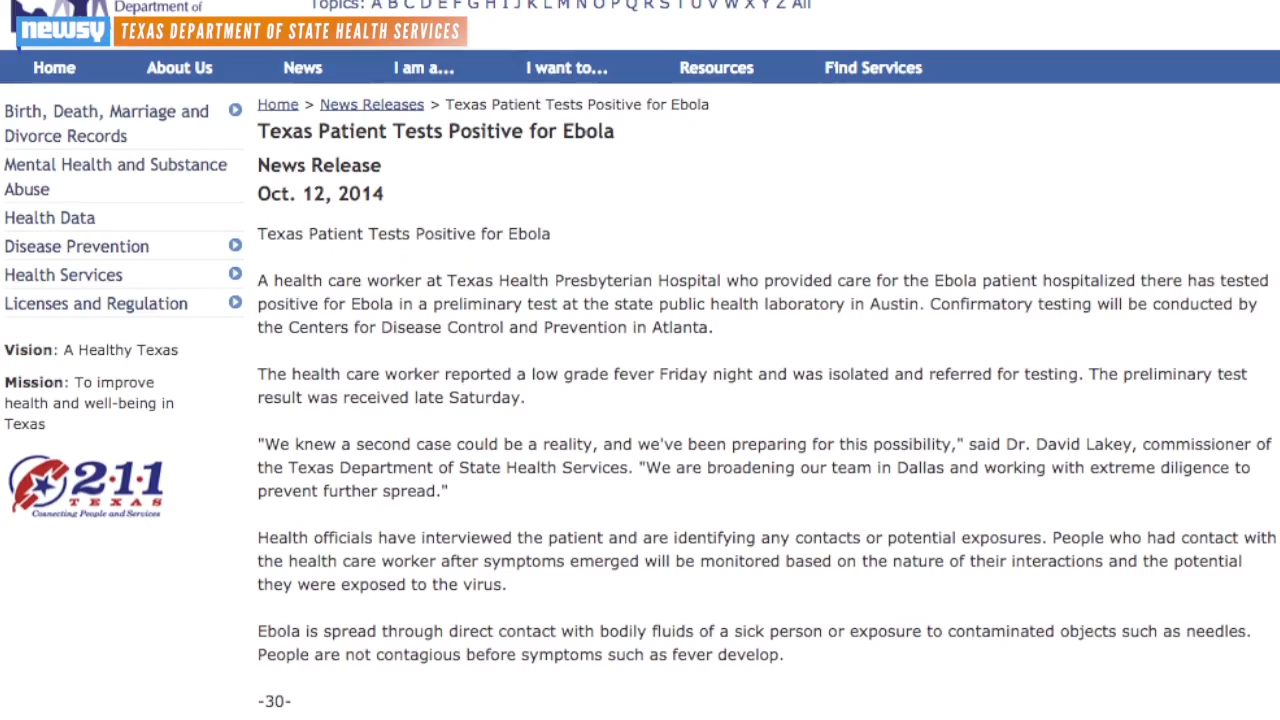 Department of
Topics: A B C D E F G H I J K L M N O P Q R S T U V W X Y Z All
newsy
TEXAS DEPARTMENT OF STATE HEALTH SERVICES
Home About Us News I am a... I want to... Resources Find Services
Birth, Death, Marriage and
Divorce Records
Mental Health and Substance
Abuse
Health Data
Disease Prevention
Health Services
Licenses and Regulation
Vision: A Healthy Texas
Mission: To improve
health and well-being in
Texas
2·1·1
TEXAS
Connecting People and Services
Home > News Releases > Texas Patient Tests Positive for Ebola
Texas Patient Tests Positive for Ebola
News Release
Oct. 12, 2014
Texas Patient Tests Positive for Ebola
A health care worker at Texas Health Presbyterian Hospital who provided care for the Ebola patient hospitalized there has tested
positive for Ebola in a preliminary test at the state public health laboratory in Austin. Confirmatory testing will be conducted by
the Centers for Disease Control and Prevention in Atlanta.
The health care worker reported a low grade fever Friday night and was isolated and referred for testing. The preliminary test
result was received late Saturday.
"We knew a second case could be a reality, and we've been preparing for this possibility," said Dr. David Lakey, commissioner of
the Texas Department of State Health Services. "We are broadening our team in Dallas and working with extreme diligence to
prevent further spread."
Health officials have interviewed the patient and are identifying any contacts or potential exposures. People who had contact with
the health care worker after symptoms emerged will be monitored based on the nature of their interactions and the potential
they were exposed to the virus.
Ebola is spread through direct contact with bodily fluids of a sick person or exposure to contaminated objects such as needles.
People are not contagious before symptoms such as fever develop.
-30-